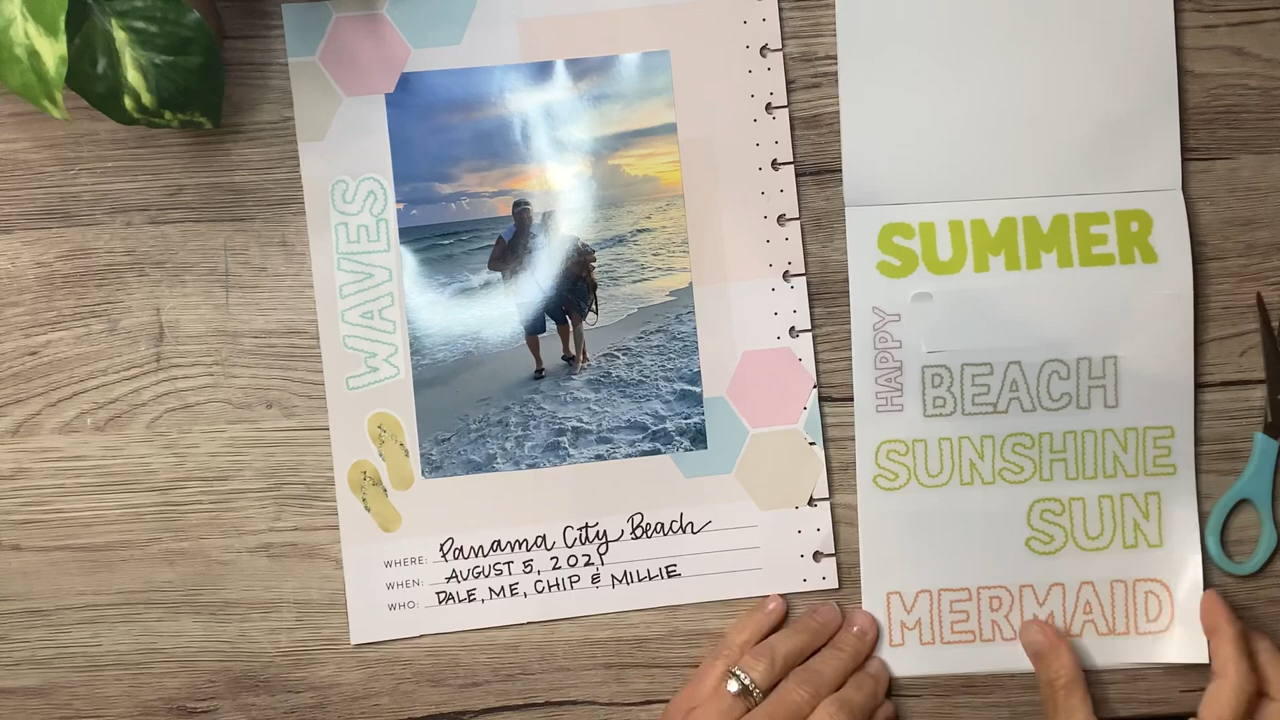 WAVES
WHERE: Panama City Beach
WHEN: AUGUST 5, 2021
WHO: DALE, ME, CHIP & MILLIE
SUMMER
HAPPY
BEACH
SUNSHINE
SUN
MERMAID